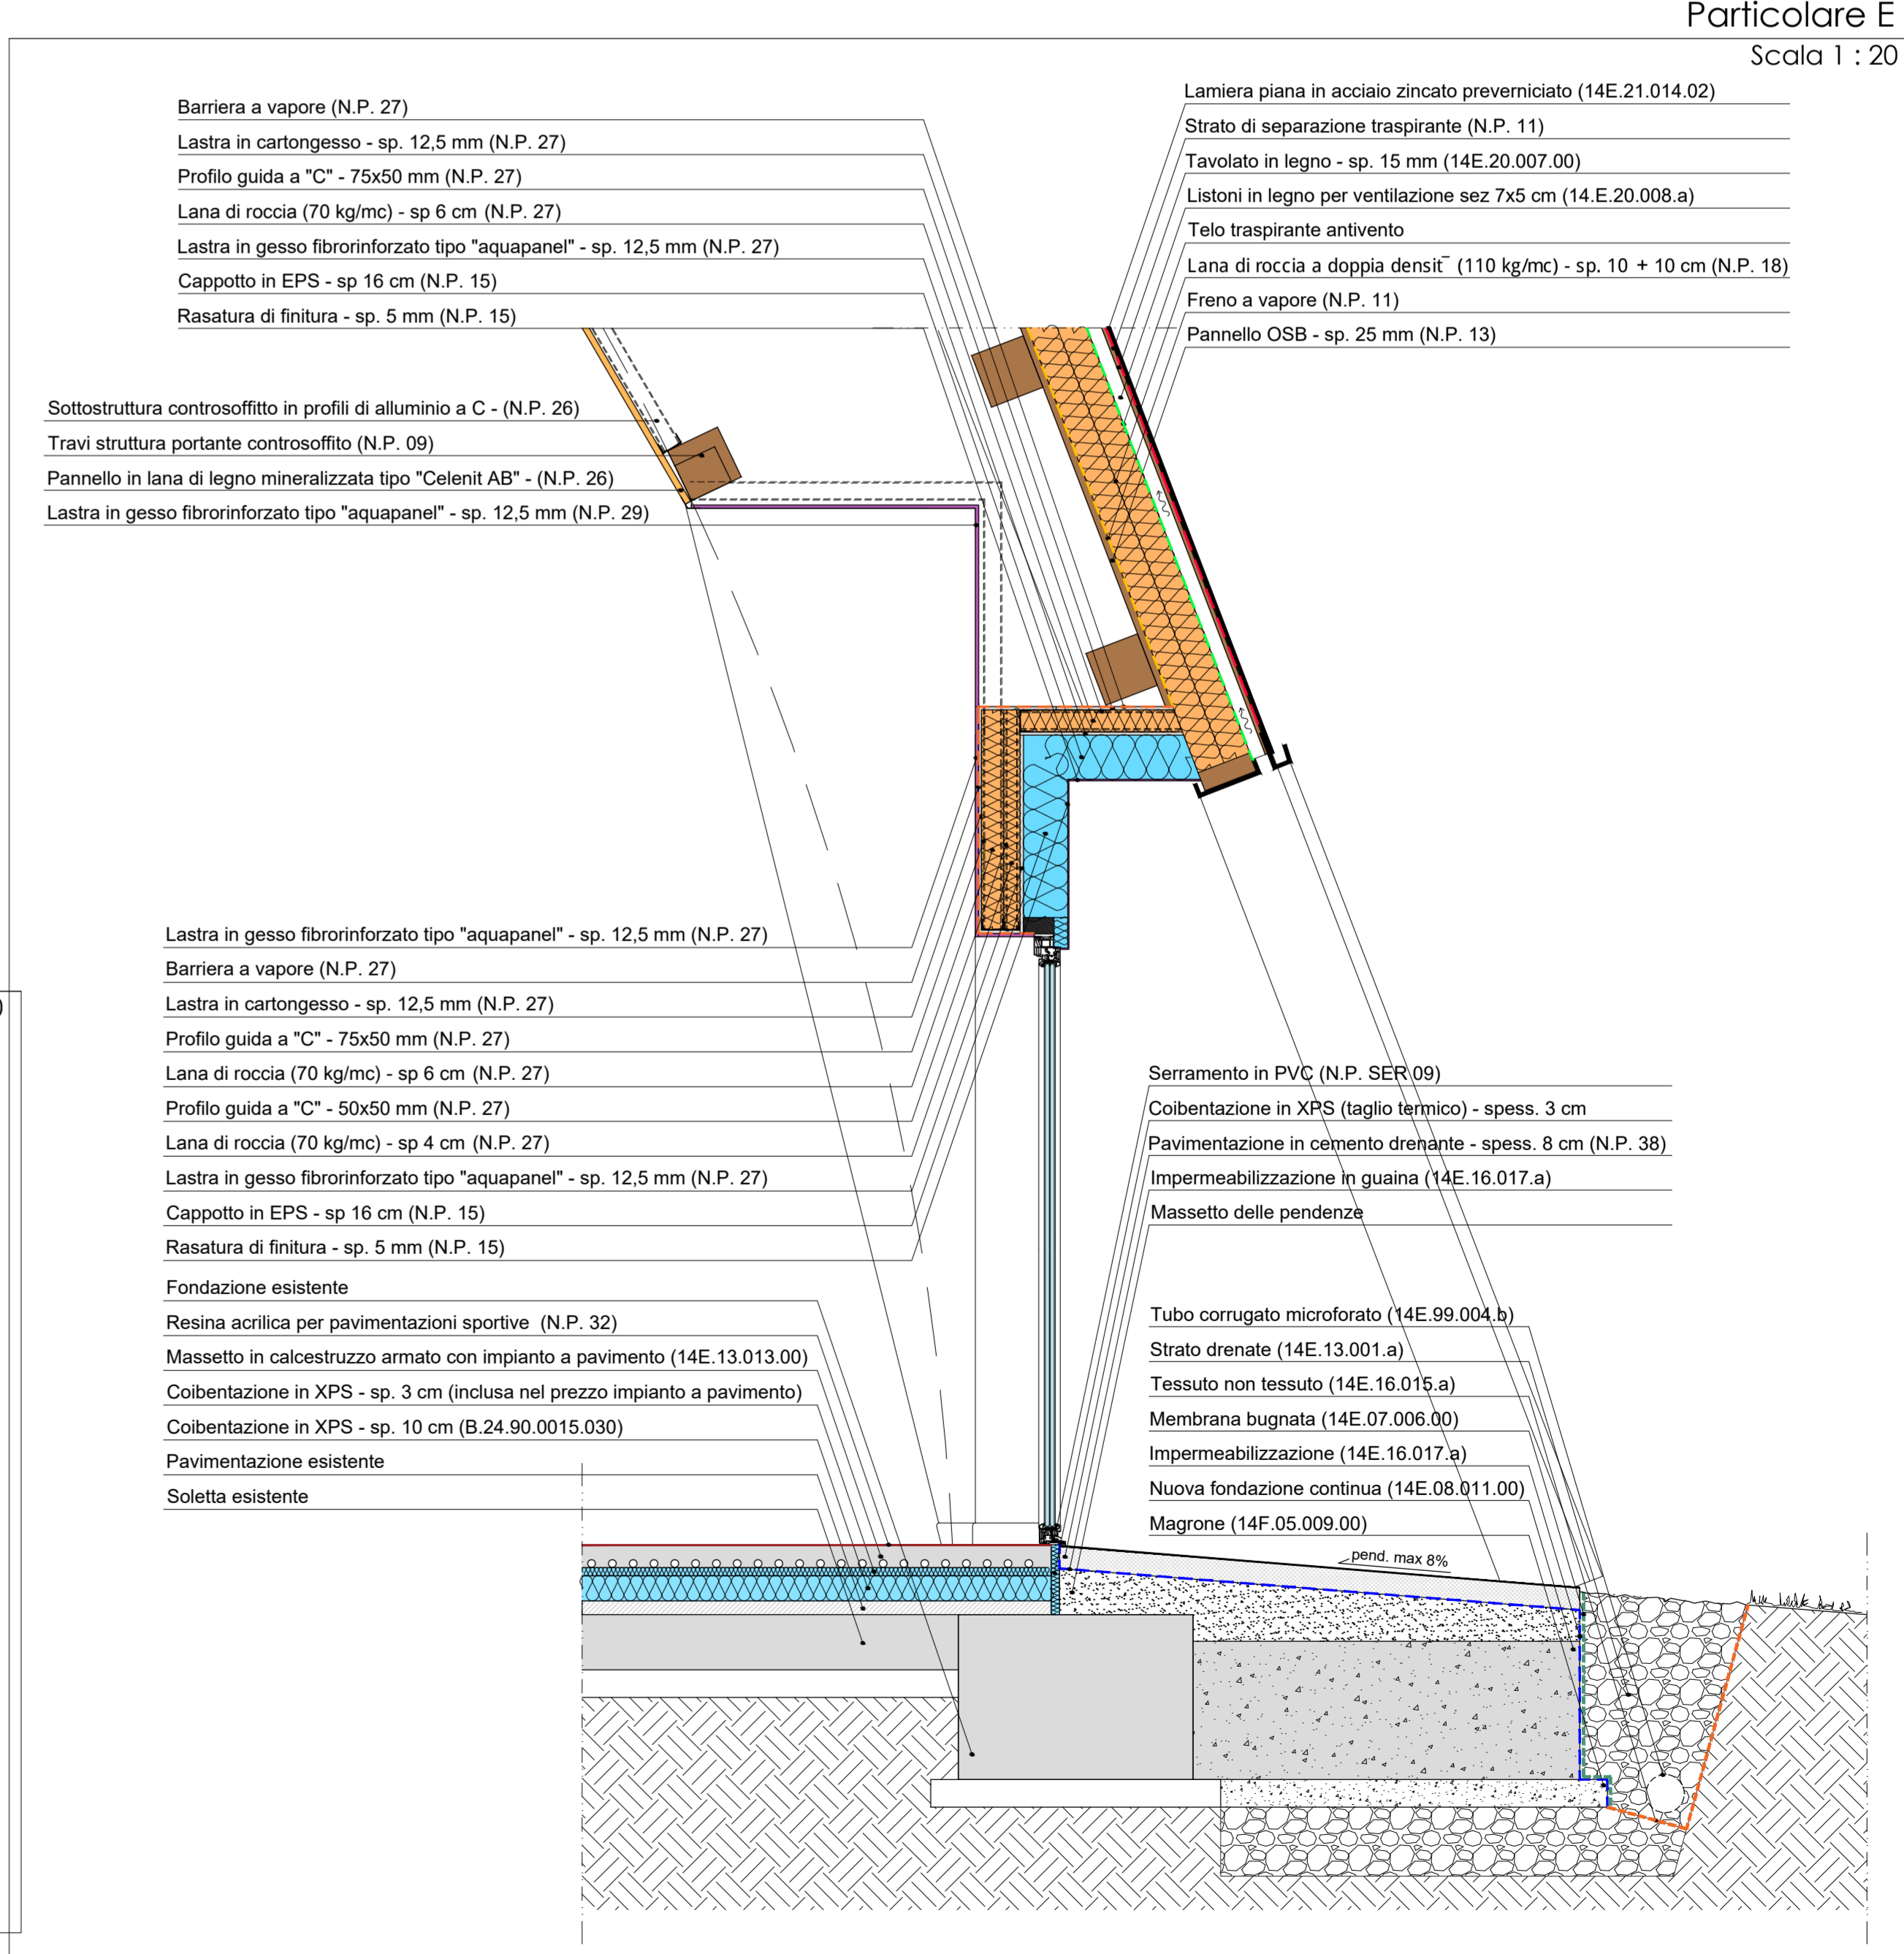 Particolare E
Scala 1 : 20
Barriera a vapore (N.P. 27)
Lastra in cartongesso - sp. 12,5 mm (N.P. 27)
Profilo guida a "C" - 75x50 mm (N.P. 27)
Lana di roccia (70 kg/mc) - sp 6 cm (N.P. 27)
Lastra in gesso fibrorinforzato tipo "aquapanel" - sp. 12,5 mm (N.P. 27)
Cappotto in EPS - sp 16 cm (N.P. 15)
Rasatura di finitura - sp. 5 mm (N.P. 15)
Lamiera piana in acciaio zincato preverniciato (14E.21.014.02)
Strato di separazione traspirante (N.P. 11)
Tavolato in legno - sp. 15 mm (14E.20.007.00)
Listoni in legno per ventilazione sez 7x5 cm (14.E.20.008.a)
Telo traspirante antivento
Lana di roccia a doppia densit¯ (110 kg/mc) - sp. 10 + 10 cm (N.P. 18)
Freno a vapore (N.P. 11)
Pannello OSB - sp. 25 mm (N.P. 13)
Sottostruttura controsoffitto in profili di alluminio a C - (N.P. 26)
Travi struttura portante controsoffito (N.P. 09)
Pannello in lana di legno mineralizzata tipo "Celenit AB" - (N.P. 26)
Lastra in gesso fibrorinforzato tipo "aquapanel" - sp. 12,5 mm (N.P. 29)
Lastra in gesso fibrorinforzato tipo "aquapanel" - sp. 12,5 mm (N.P. 27)
Barriera a vapore (N.P. 27)
Lastra in cartongesso - sp. 12,5 mm (N.P. 27)
Profilo guida a "C" - 75x50 mm (N.P. 27)
Lana di roccia (70 kg/mc) - sp 6 cm (N.P. 27)
Profilo guida a "C" - 50x50 mm (N.P. 27)
Lana di roccia (70 kg/mc) - sp 4 cm (N.P. 27)
Lastra in gesso fibrorinforzato tipo "aquapanel" - sp. 12,5 mm (N.P. 27)
Cappotto in EPS - sp 16 cm (N.P. 15)
Rasatura di finitura - sp. 5 mm (N.P. 15)
Fondazione esistente
Resina acrilica per pavimentazioni sportive (N.P. 32)
Massetto in calcestruzzo armato con impianto a pavimento (14E.13.013.00)
Coibentazione in XPS - sp. 3 cm (inclusa nel prezzo impianto a pavimento)
Coibentazione in XPS - sp. 10 cm (B.24.90.0015.030)
Pavimentazione esistente
Soletta esistente
Serramento in PVC (N.P. SER 09)
Coibentazione in XPS (taglio termico) - spess. 3 cm
Pavimentazione in cemento drenante - spess. 8 cm (N.P. 38)
Impermeabilizzazione in guaina (14E.16.017.a)
Massetto delle pendenze
Tubo corrugato microforato (14E.99.004.b)
Strato drenate (14E.13.001.a)
Tessuto non tessuto (14E.16.015.a)
Membrana bugnata (14E.07.006.00)
Impermeabilizzazione (14E.16.017.a)
Nuova fondazione continua (14E.08.011.00)
Magrone (14F.05.009.00)
pend. max 8%
)